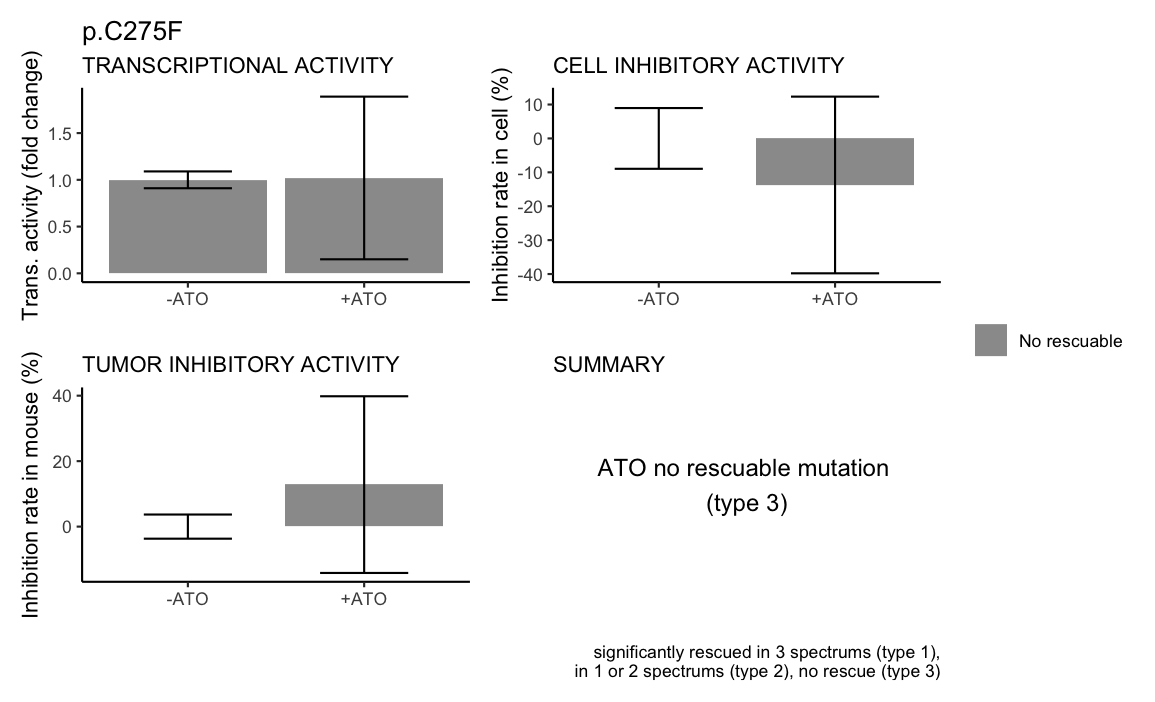 p.C275F
TRANSCRIPTIONAL ACTIVITY
Trans. activity (fold change)
1.5
1.0
0.5
0.0
-ATO
+ATO
CELL INHIBITORY ACTIVITY
Inhibition rate in cell (%)
10
0
-10
-20
-30
-40
-ATO
+ATO
No rescuable
TUMOR INHIBITORY ACTIVITY
Inhibition rate in mouse (%)
40
20
0
-ATO
+ATO
SUMMARY
ATO no rescuable mutation
(type 3)
significantly rescued in 3 spectrums (type 1),
in 1 or 2 spectrums (type 2), no rescue (type 3)